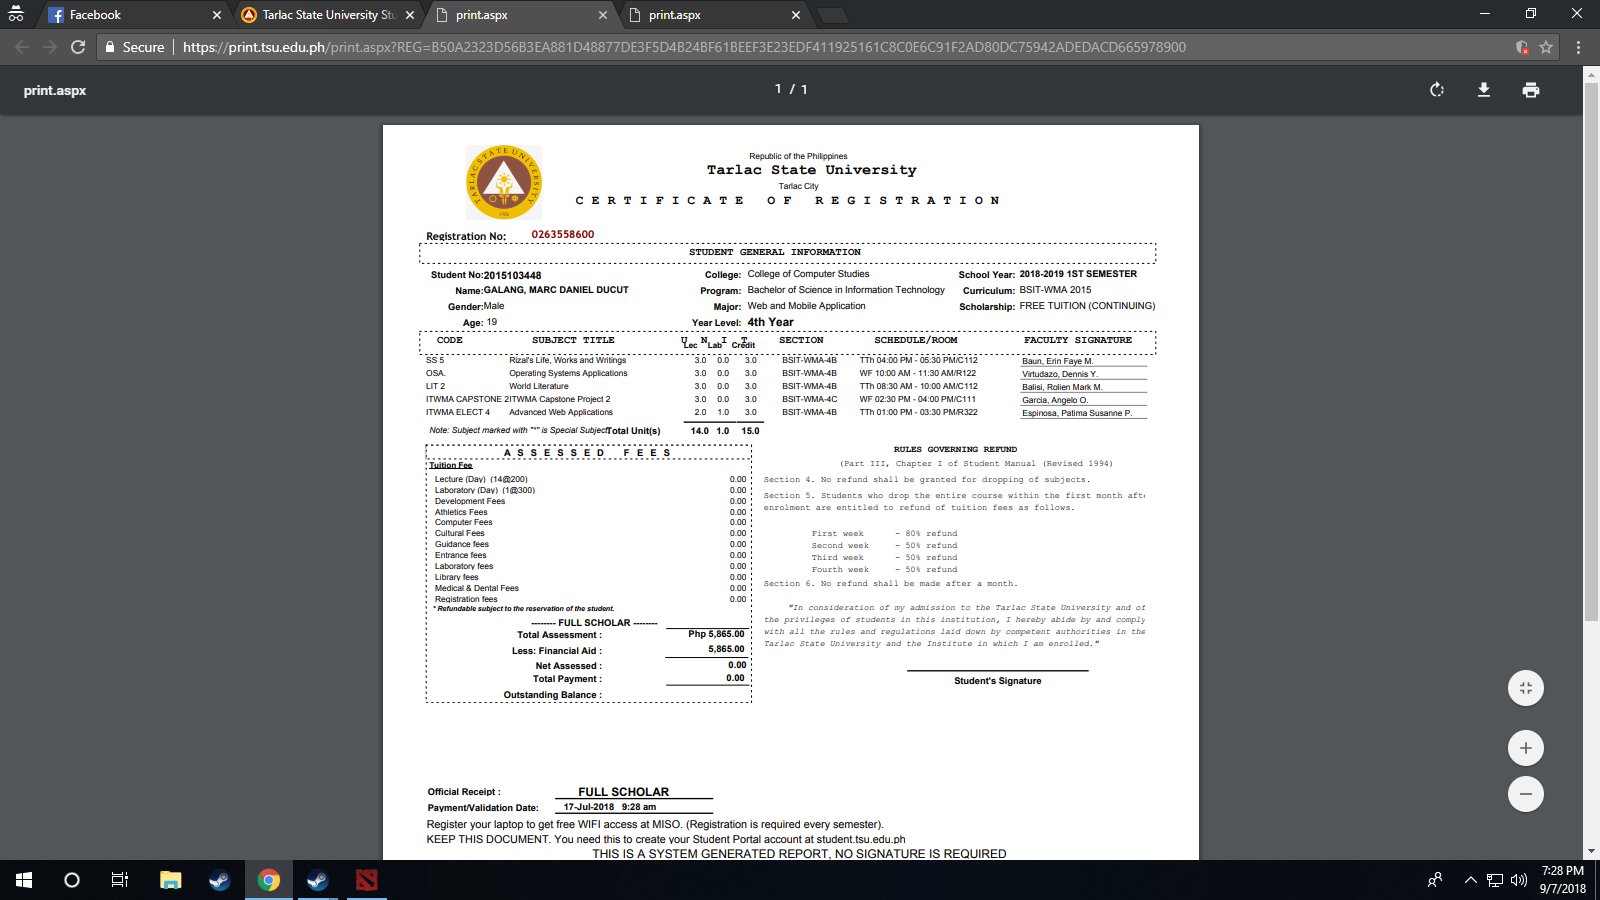 Facebook
Tarlac State University Stu
print.aspx
print.aspx
Secure
https://print.tsu.edu.ph/print.aspx?REG=B50A2323D56B3EA881D48877DE3F5D4B24BF61BEEF3E23EDF411925161C8C0E6C91F2AD80DC75942ADEDACD665978900
print.aspx
1 / 1
TARLAC STATE UNIVERSITY
Republic of the Philippines
Tarlac State University
Tarlac City
CERTIFICATE OF REGISTRATION
Registration No: 0263558600
STUDENT GENERAL INFORMATION
Student No:2015103448 College: College of Computer Studies School Year: 2018-2019 1ST SEMESTER
Name:GALANG, MARC DANIEL DUCUT Program: Bachelor of Science in Information Technology Curriculum: BSIT-WMA 2015
Gender:Male Major: Web and Mobile Application Scholarship: FREE TUITION (CONTINUING)
Age: 19 Year Level: 4th Year
CODE SUBJECT TITLE U N I T SECTION SCHEDULE/ROOM FACULTY SIGNATURE
Lec Lab Credit
SS 5 Rizal's Life, Works and Writings 3.0 0.0 3.0 BSIT-WMA-4B TTh 04:00 PM - 05:30 PM/C112 Baun, Erin Faye M.
OSA. Operating Systems Applications 3.0 0.0 3.0 BSIT-WMA-4B WF 10:00 AM - 11:30 AM/R122 Virtudazo, Dennis Y.
LIT 2 World Literature 3.0 0.0 3.0 BSIT-WMA-4B TTh 08:30 AM - 10:00 AM/C112 Balisi, Rolien Mark M.
ITWMA CAPSTONE 2 ITWMA Capstone Project 2 3.0 0.0 3.0 BSIT-WMA-4C WF 02:30 PM - 04:00 PM/C111 Garcia, Angelo O.
ITWMA ELECT 4 Advanced Web Applications 2.0 1.0 3.0 BSIT-WMA-4B TTh 01:00 PM - 03:30 PM/R322 Espinosa, Patima Susanne P.
Note: Subject marked with "*" is Special Subject Total Unit(s) 14.0 1.0 15.0
ASSESSED FEES
Tuition Fee
Lecture (Day) (14@200) 0.00
Laboratory (Day) (1@300) 0.00
Development Fees 0.00
Athletics Fees 0.00
Computer Fees 0.00
Cultural Fees 0.00
Guidance fees 0.00
Entrance fees 0.00
Laboratory fees 0.00
Library fees 0.00
Medical & Dental Fees 0.00
Registration fees 0.00
* Refundable subject to the reservation of the student.
-------- FULL SCHOLAR --------
Total Assessment : Php 5,865.00
Less: Financial Aid : 5,865.00
Net Assessed : 0.00
Total Payment : 0.00
Outstanding Balance :
RULES GOVERNING REFUND
(Part III, Chapter I of Student Manual (Revised 1994)
Section 4. No refund shall be granted for dropping of subjects.
Section 5. Students who drop the entire course within the first month afte
enrolment are entitled to refund of tuition fees as follows.
First week - 80% refund
Second week - 50% refund
Third week - 50% refund
Fourth week - 50% refund
Section 6. No refund shall be made after a month.
"In consideration of my admission to the Tarlac State University and of
the privileges of students in this institution, I hereby abide by and comply
with all the rules and regulations laid down by competent authorities in the
Tarlac State University and the Institute in which I am enrolled."
Student's Signature
Official Receipt : FULL SCHOLAR
Payment/Validation Date: 17-Jul-2018 9:28 am
Register your laptop to get free WIFI access at MISO. (Registration is required every semester).
KEEP THIS DOCUMENT. You need this to create your Student Portal account at student.tsu.edu.ph
THIS IS A SYSTEM GENERATED REPORT, NO SIGNATURE IS REQUIRED
7:28 PM
9/7/2018